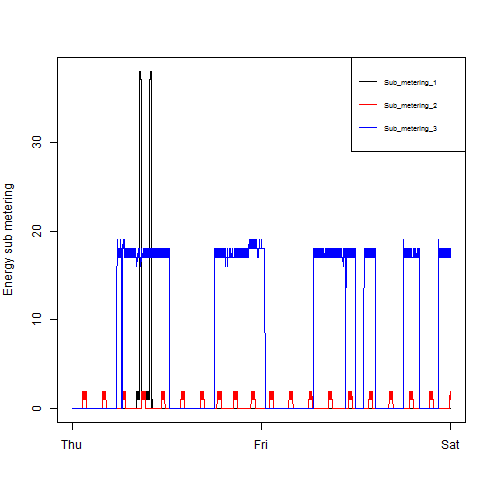 Sub_metering_1
Sub_metering_2
Sub_metering_3
Energy sub metering
30
20
10
0
Thu Fri Sat